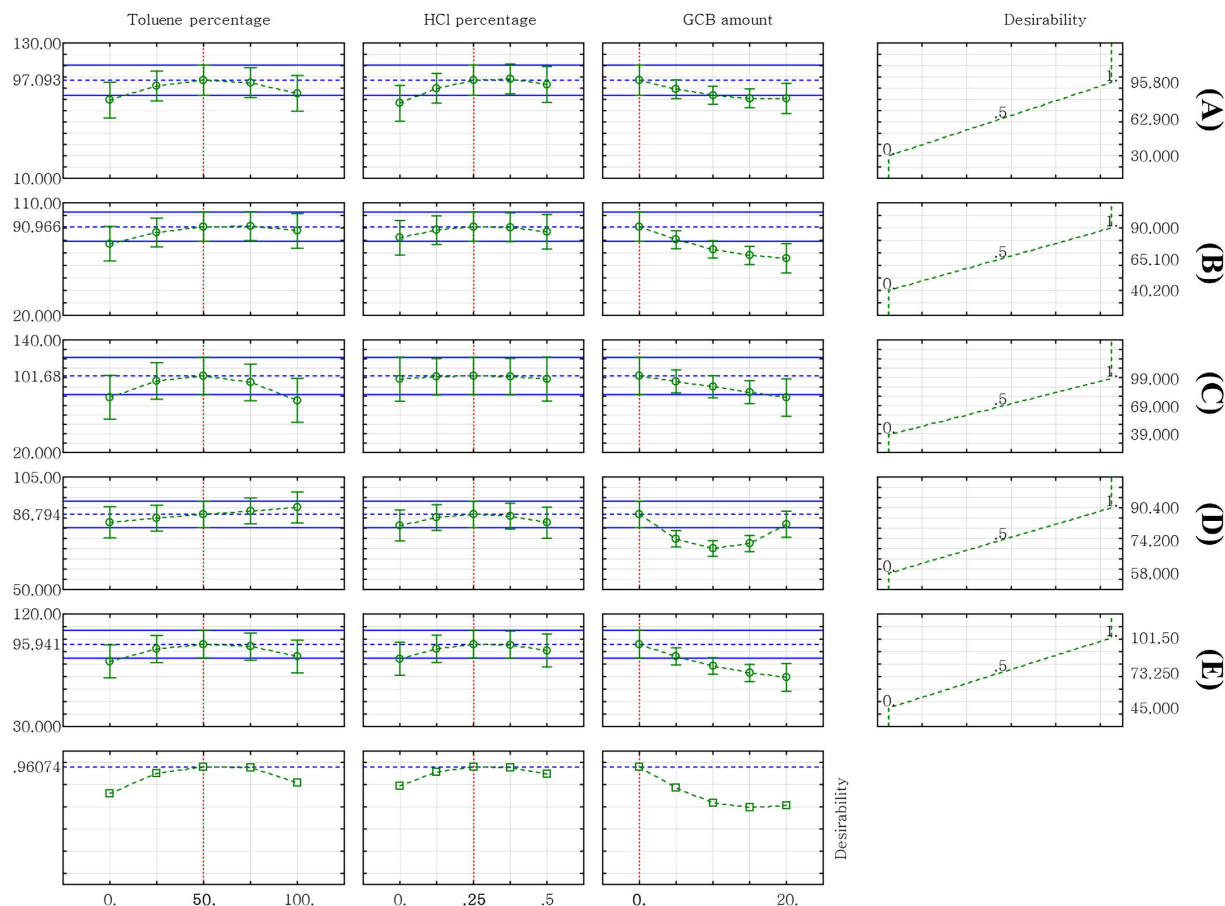 Toluene percentage HCl percentage GCB amount Desirability
130.00
97.093
10.000
0. .5 1.
95.800
62.900
30.000
(A)
110.00
90.966
20.000
0. .5 1.
90.000
65.100
40.200
(B)
140.00
101.68
20.000
0. .5 1.
99.000
69.000
39.000
(C)
105.00
86.794
50.000
0. .5 1.
90.400
74.200
58.000
(D)
120.00
95.941
30.000
0. .5 1.
101.50
73.250
45.000
(E)
.96074
Desirability
0. 50. 100. 0. .25 .5 0. 20.